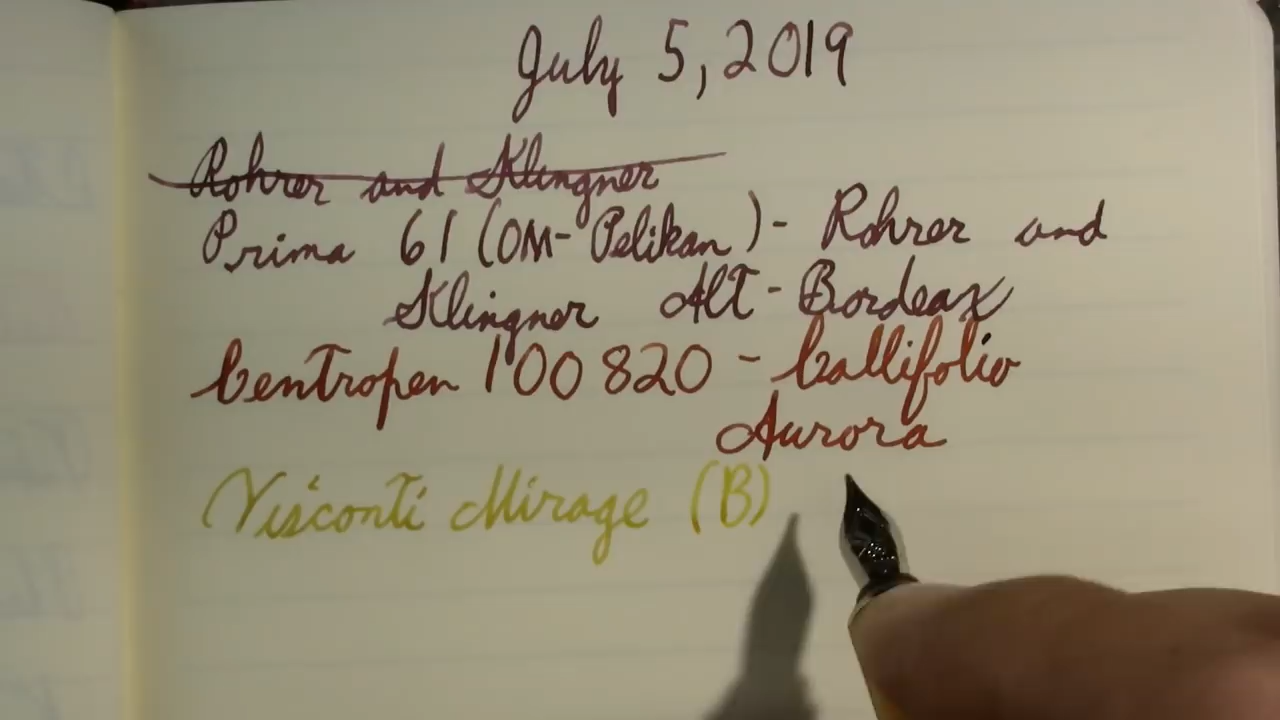 July 5, 2019
Rohrer and Klingner
Prima 61 (OM-Pelikan) - Rohrer and
Klingner Alt-Bordeax
Centropen 100 820 - Callifolio
Aurora
Visconti Mirage (B)